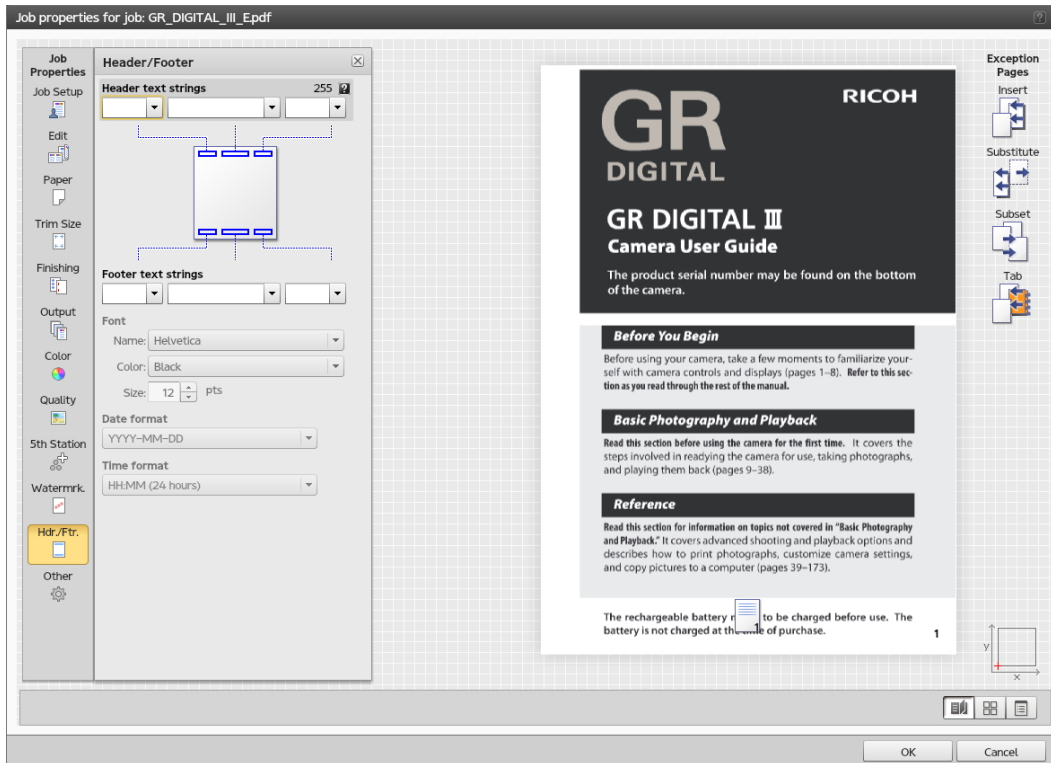 Job properties for job: GR_DIGITAL_III_E.pdf
Job
Properties
Job Setup
Edit
Paper
Trim Size
Finishing
Output
Color
Quality
5th Station
Watermrk.
Hdr./Ftr.
Other
Header/Footer
Header text strings 255
Footer text strings
Font
Name: Helvetica
Color: Black
Size: 12 pts
Date format
YYYY-MM-DD
Time format
HH:MM (24 hours)
RICOH
GR
DIGITAL
GR DIGITAL III
Camera User Guide
The product serial number may be found on the bottom
of the camera.
Before You Begin
Before using your camera, take a few moments to familiarize your-
self with camera controls and displays (pages 1–8). Refer to this sec-
tion as you read through the rest of the manual.
Basic Photography and Playback
Read this section before using the camera for the first time. It covers the
steps involved in readying the camera for use, taking photographs,
and playing them back (pages 9–38).
Reference
Read this section for information on topics not covered in "Basic Photography
and Playback." It covers advanced shooting and playback options and
describes how to print photographs, customize camera settings,
and copy pictures to a computer (pages 39–173).
The rechargeable battery to be charged before use. The
battery is not charged at of purchase.
1
1
Exception
Pages
Insert
Substitute
Subset
Tab
y
x
OK Cancel